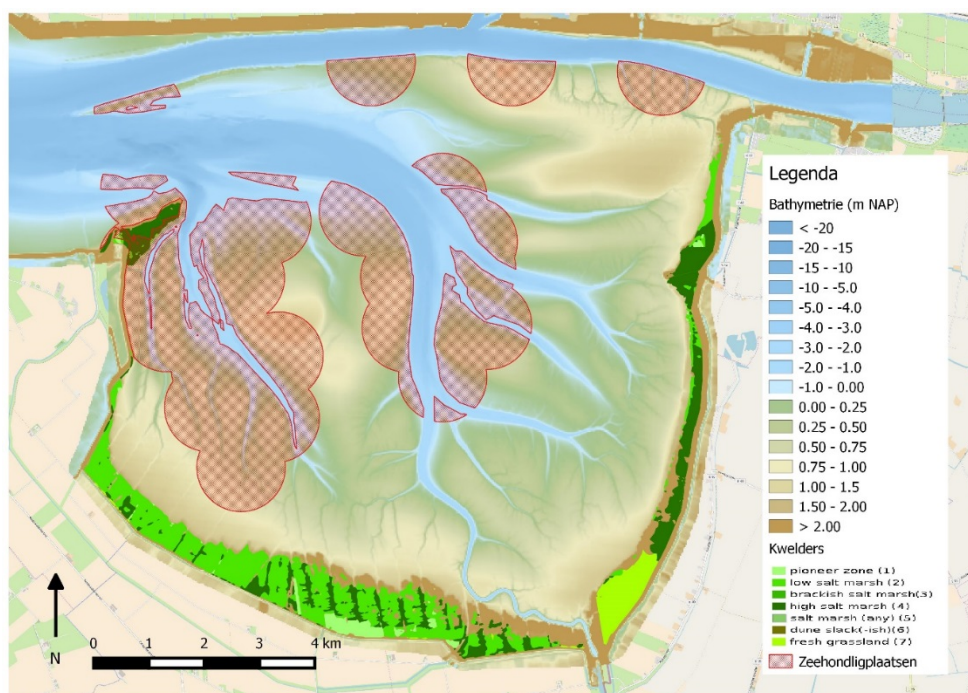 Legenda
Bathymetrie (m NAP)
< -20
-20 - -15
-15 - -10
-10 - -5.0
-5.0 - -4.0
-4.0 - -3.0
-3.0 - -2.0
-2.0 - -1.0
-1.0 - 0.00
0.00 - 0.25
0.25 - 0.50
0.50 - 0.75
0.75 - 1.00
1.00 - 1.5
1.50 - 2.00
> 2.00
Kwelders
pioneer zone (1)
low salt marsh (2)
brackish salt marsh(3)
high salt marsh (4)
salt marsh (any) (5)
dune slack(-ish)(6)
fresh grassland (7)
Zeehondligplaatsen
N
0 1 2 3 4 km